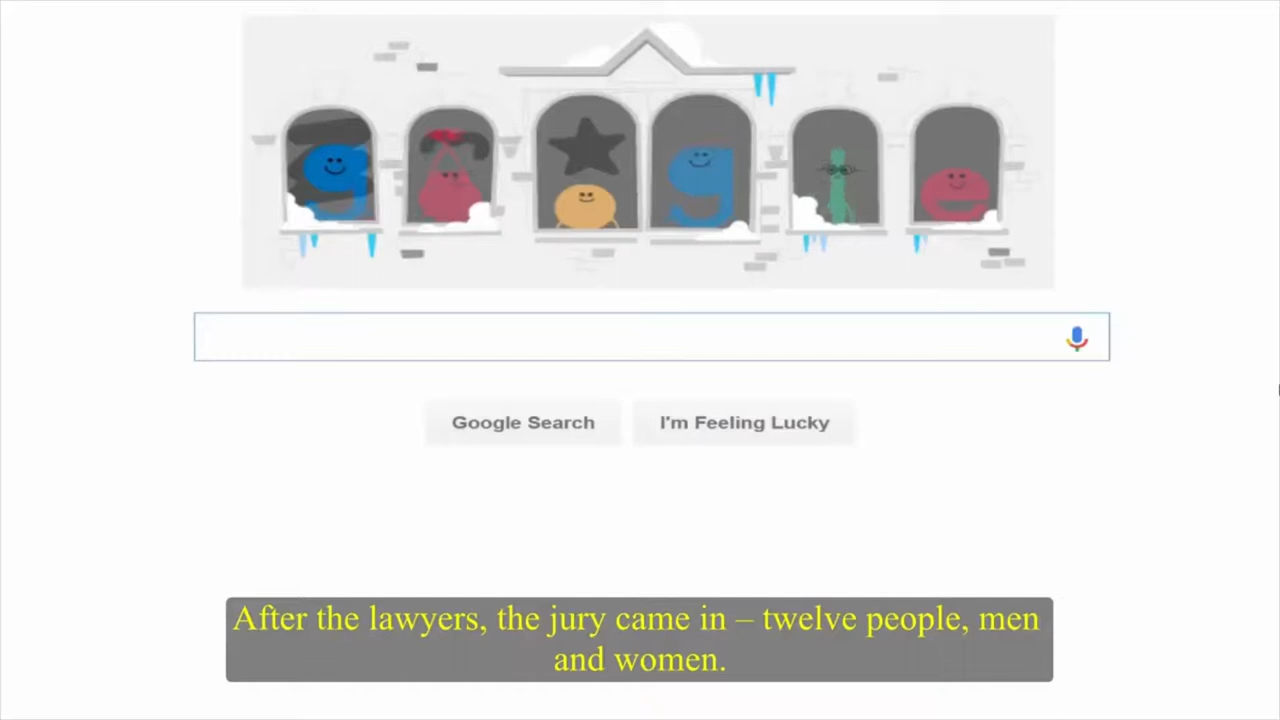 Google Search
I'm Feeling Lucky
After the lawyers, the jury came in – twelve people, men
and women.